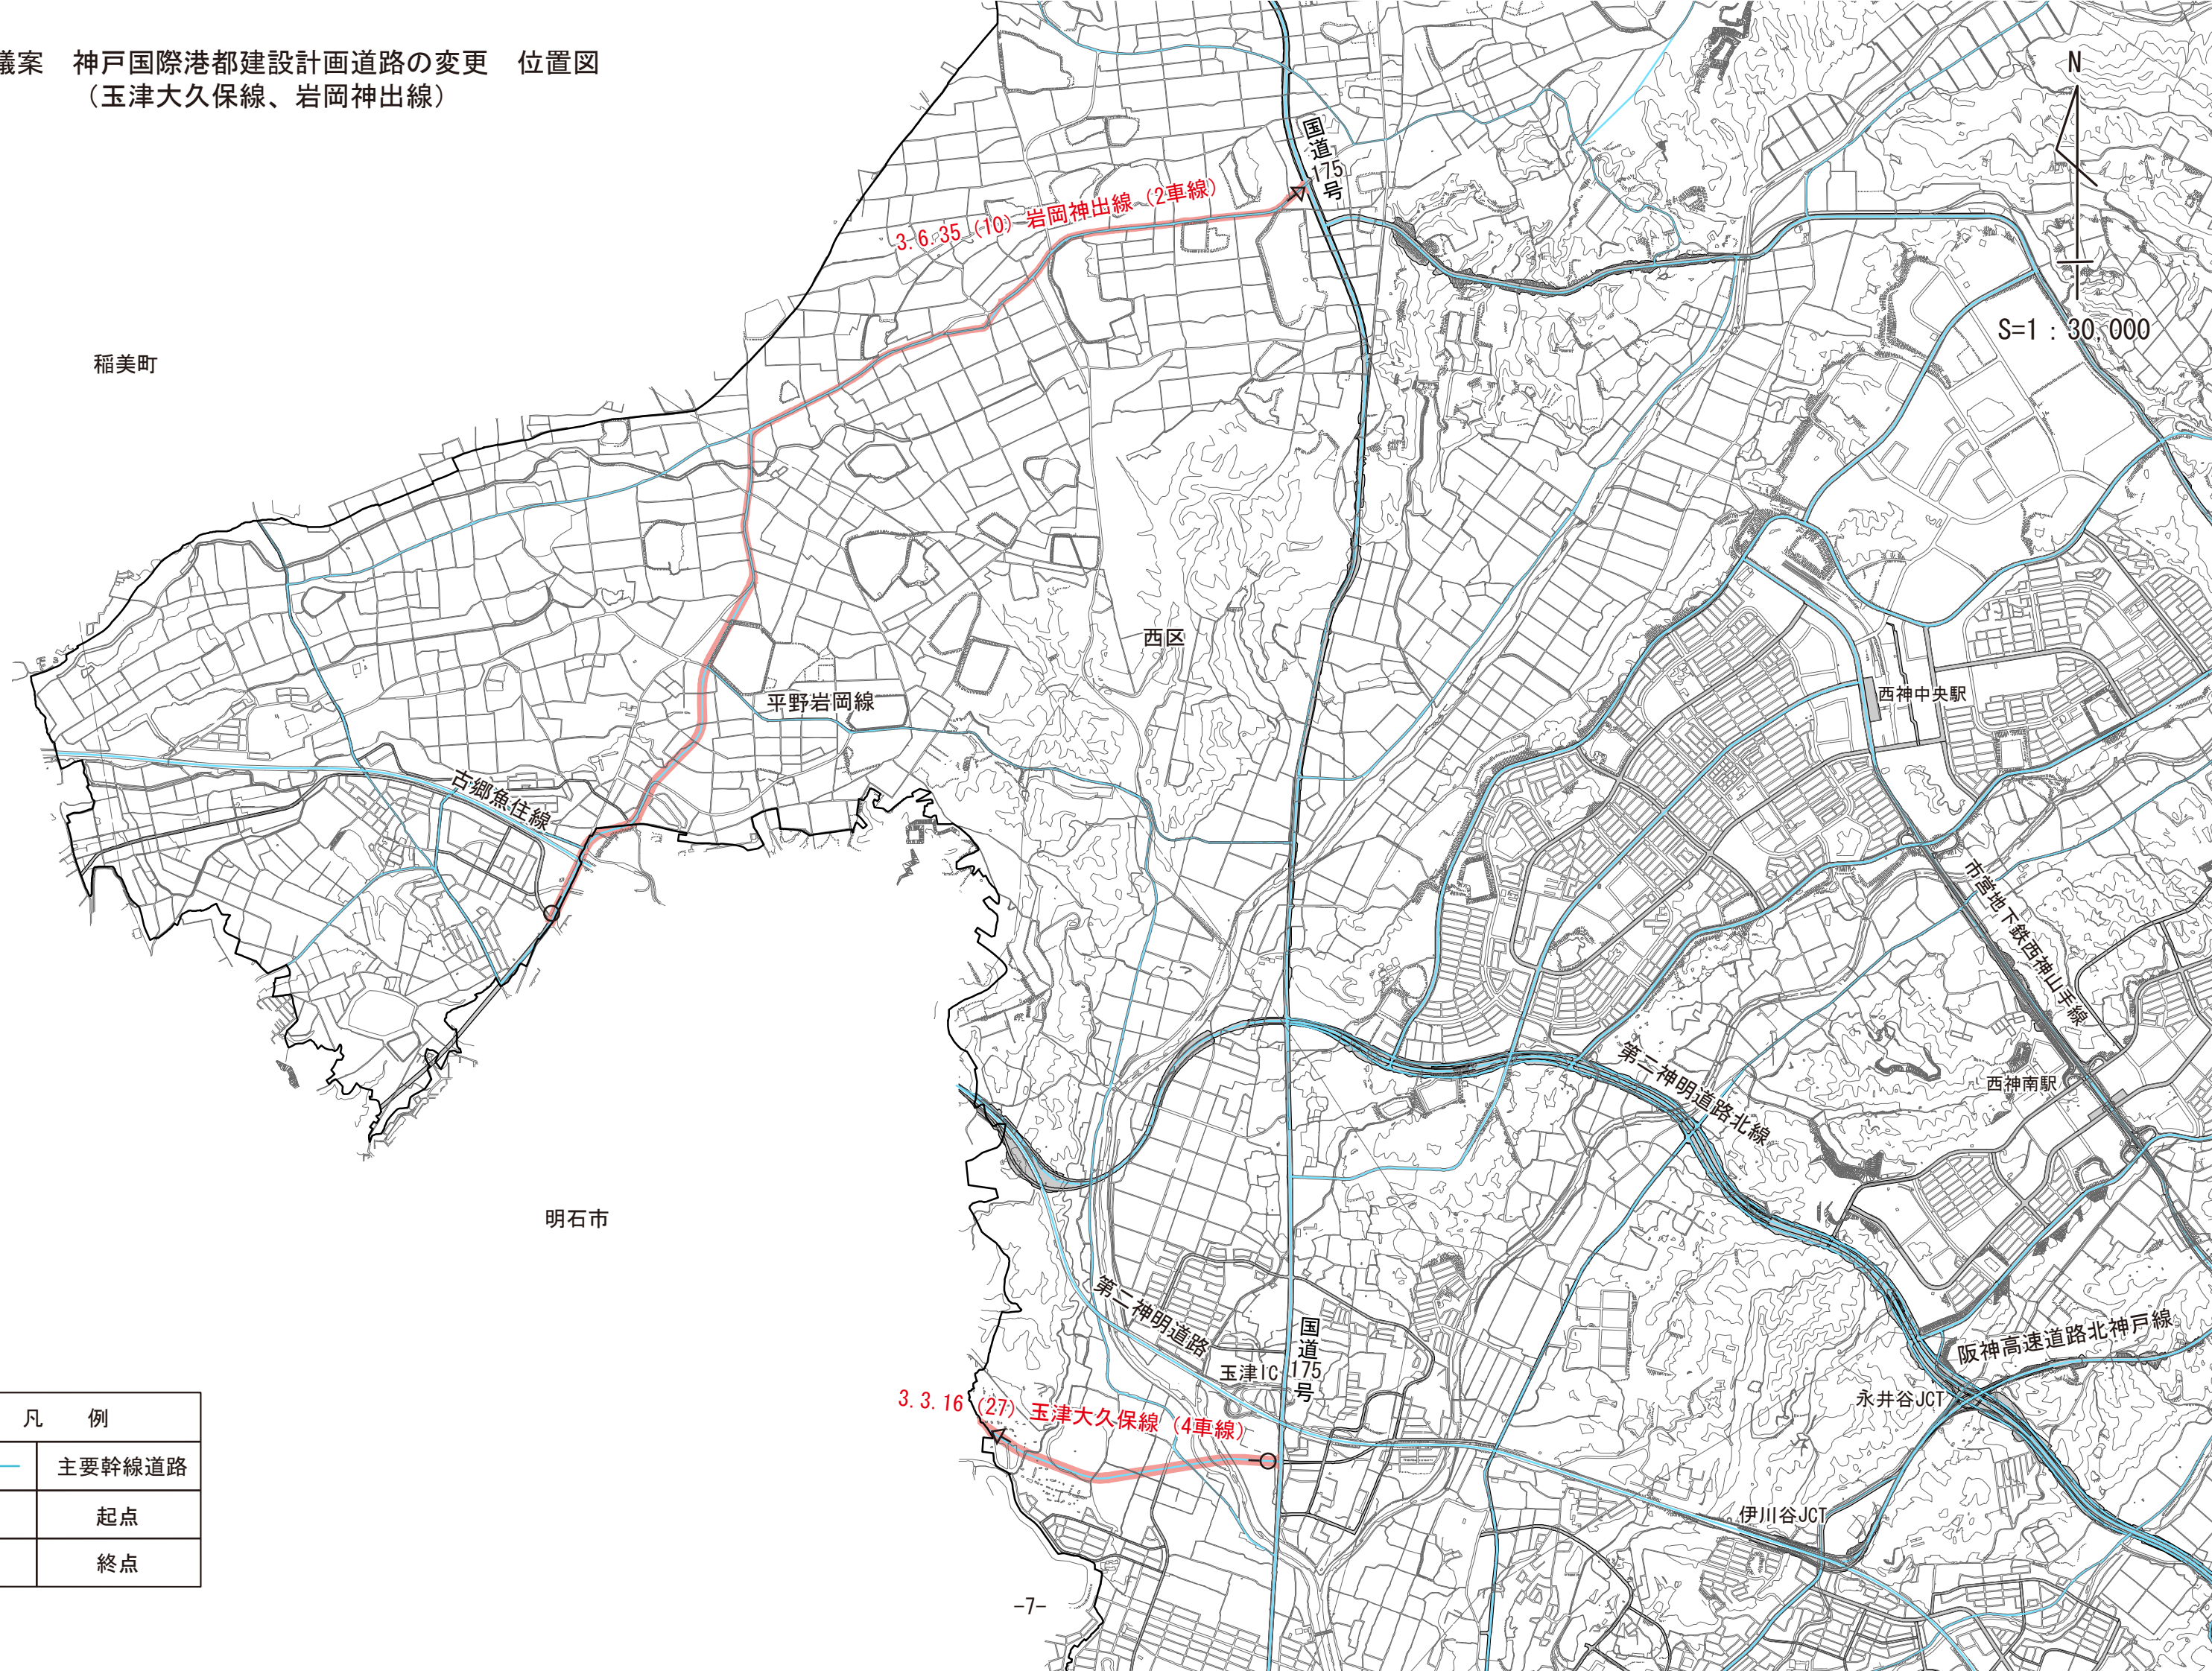 議案　神戸国際港都建設計画道路の変更　位置図
（玉津大久保線、岩岡神出線）
N
S=1：30,000
国道175号
3.6.35（10）岩岡神出線（2車線）
稲美町
西区
平野岩岡線
西神中央駅
古郷魚住線
市営地下鉄西神山手線
第二神明道路北線
西神南駅
明石市
第二神明道路
国道175号
玉津IC
阪神高速道路北神戸線
永井谷JCT
3.3.16（27）玉津大久保線（4車線）
伊川谷JCT
凡　例
主要幹線道路
起点
終点
-7-